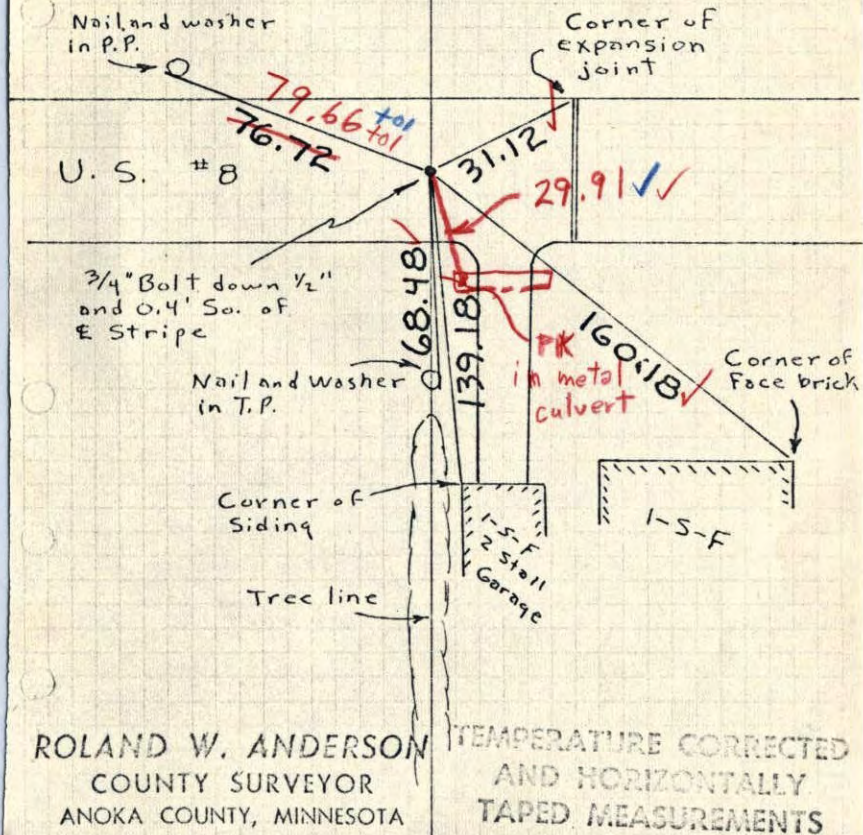 Nail and washer
in P.P.
Corner of
expansion
joint
79.66 +01
+01
76.72
31.12
U. S. #8
29.91 ✓ ✓
3/4" Bolt down 1/2"
and 0.4' So. of
℄ Stripe
68.48
139.18
160.18 ✓
PK
in metal
culvert
Nail and washer
in T.P.
Corner of
Face brick
Corner of
Siding
1-S-F
2 Stall
Garage
1-S-F
Tree line
ROLAND W. ANDERSON
COUNTY SURVEYOR
ANOKA COUNTY, MINNESOTA
TEMPERATURE CORRECTED
AND HORIZONTALLY
TAPED MEASUREMENTS